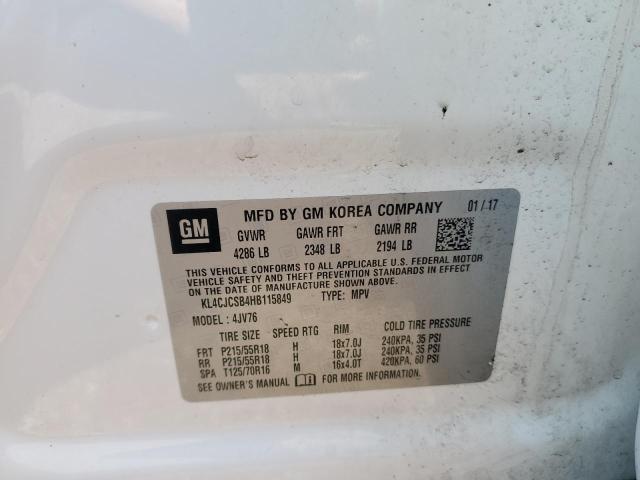 GM MFD BY GM KOREA COMPANY 01/17
GVWR GAWR FRT GAWR RR
4286 LB 2348 LB 2194 LB
THIS VEHICLE CONFORMS TO ALL APPLICABLE U.S. FEDERAL MOTOR
VEHICLE SAFETY AND THEFT PREVENTION STANDARDS IN EFFECT
ON THE DATE OF MANUFACTURE SHOWN ABOVE.
KL4CJCSB4HB115849 TYPE: MPV
MODEL: 4JV76
TIRE SIZE SPEED RTG RIM COLD TIRE PRESSURE
FRT P215/55R18 H 18x7.0J 240KPA, 35 PSI
RR P215/55R18 H 18x7.0J 240KPA, 35 PSI
SPA T125/70R16 M 16x4.0T 420KPA, 60 PSI
SEE OWNER'S MANUAL FOR MORE INFORMATION.